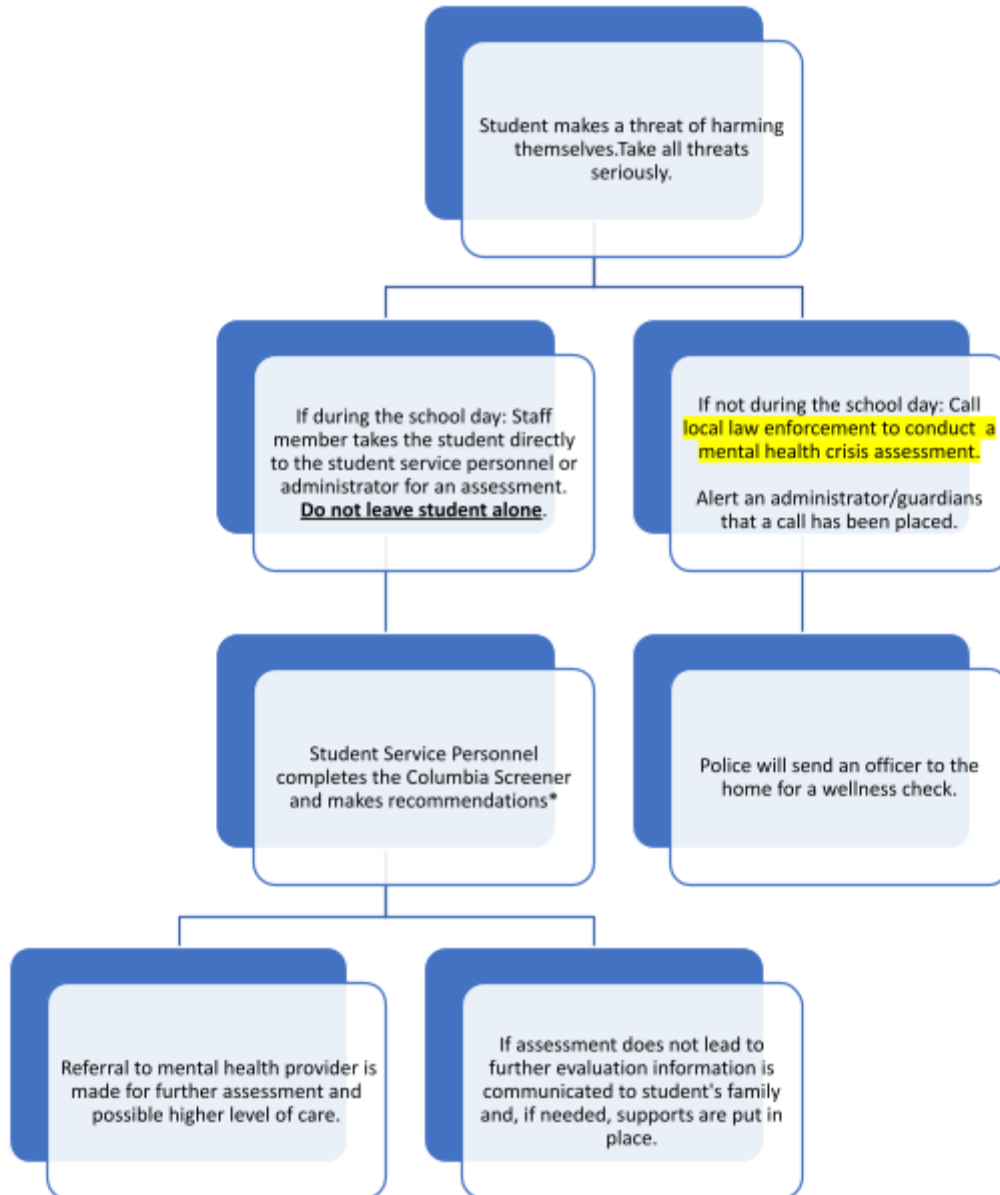 Student makes a threat of harming
themselves.Take all threats
seriously.
If during the school day: Staff
member takes the student directly
to the student service personnel or
administrator for an assessment.
Do not leave student alone.
If not during the school day: Call
local law enforcement to conduct a
mental health crisis assessment.
Alert an administrator/guardians
that a call has been placed.
Student Service Personnel
completes the Columbia Screener
and makes recommendations*
Police will send an officer to the
home for a wellness check.
Referral to mental health provider is
made for further assessment and
possible higher level of care.
If assessment does not lead to
further evaluation information is
communicated to student's family
and, if needed, supports are put in
place.